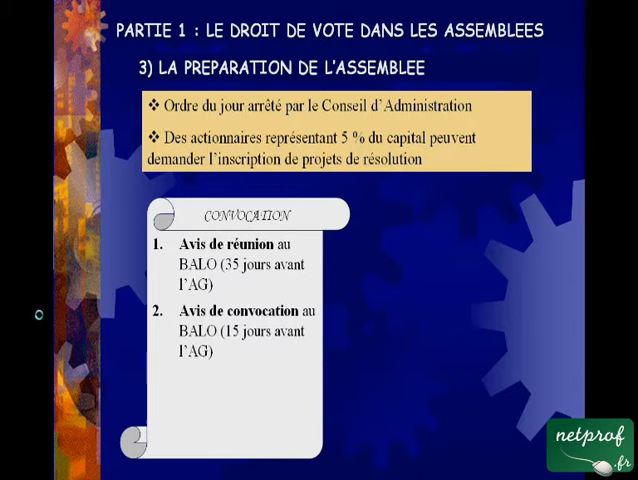 PARTIE 1 : LE DROIT DE VOTE DANS LES ASSEMBLEES
3) LA PREPARATION DE L'ASSEMBLEE
❖ Ordre du jour arrêté par le Conseil d'Administration
❖ Des actionnaires représentant 5 % du capital peuvent
demander l'inscription de projets de résolution
CONVOCATION
1. Avis de réunion au
BALO (35 jours avant
l'AG)
2. Avis de convocation au
BALO (15 jours avant
l'AG)
netprof
.fr